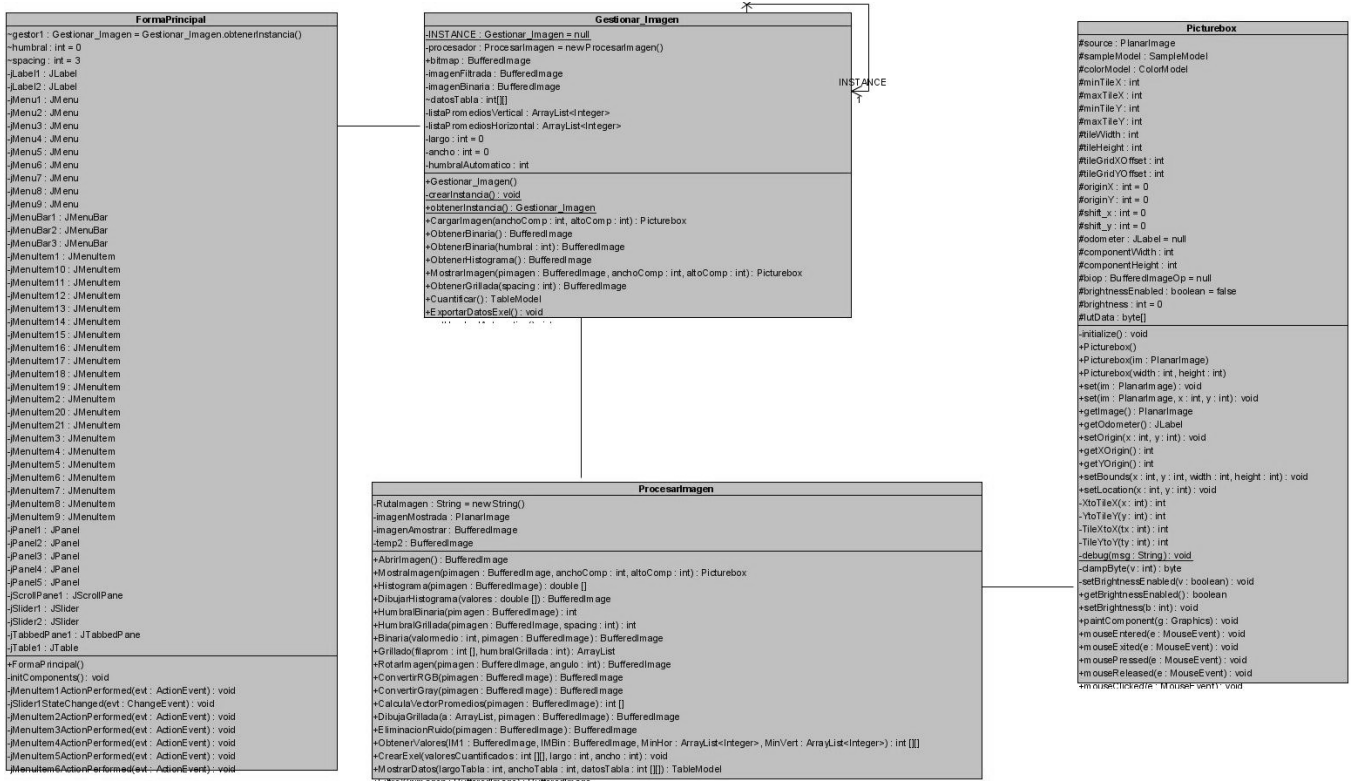 FormaPrincipal
~gestor1 : Gestionar_Imagen = Gestionar_Imagen.obtenerInstancia()
~humbral : int = 0
~spacing : int = 3
-jLabel1 : JLabel
-jLabel2 : JLabel
-jMenu1 : JMenu
-jMenu2 : JMenu
-jMenu3 : JMenu
-jMenu4 : JMenu
-jMenu5 : JMenu
-jMenu6 : JMenu
-jMenu7 : JMenu
-jMenu8 : JMenu
-jMenu9 : JMenu
-jMenuBar1 : JMenuBar
-jMenuBar2 : JMenuBar
-jMenuBar3 : JMenuBar
-jMenuItem1 : JMenuItem
-jMenuItem10 : JMenuItem
-jMenuItem11 : JMenuItem
-jMenuItem12 : JMenuItem
-jMenuItem13 : JMenuItem
-jMenuItem14 : JMenuItem
-jMenuItem15 : JMenuItem
-jMenuItem16 : JMenuItem
-jMenuItem17 : JMenuItem
-jMenuItem18 : JMenuItem
-jMenuItem19 : JMenuItem
-jMenuItem2 : JMenuItem
-jMenuItem20 : JMenuItem
-jMenuItem21 : JMenuItem
-jMenuItem3 : JMenuItem
-jMenuItem4 : JMenuItem
-jMenuItem5 : JMenuItem
-jMenuItem6 : JMenuItem
-jMenuItem7 : JMenuItem
-jMenuItem8 : JMenuItem
-jMenuItem9 : JMenuItem
-jPanel1 : JPanel
-jPanel2 : JPanel
-jPanel3 : JPanel
-jPanel4 : JPanel
-jPanel5 : JPanel
-jScrollPane1 : JScrollPane
-jSlider1 : JSlider
-jSlider2 : JSlider
-jTabbedPane1 : JTabbedPane
-jTable1 : JTable
+FormaPrincipal()
-initComponents() : void
-jMenuItem1ActionPerformed(evt : ActionEvent) : void
-jSlider1StateChanged(evt : ChangeEvent) : void
-jMenuItem2ActionPerformed(evt : ActionEvent) : void
-jMenuItem3ActionPerformed(evt : ActionEvent) : void
-jMenuItem4ActionPerformed(evt : ActionEvent) : void
-jMenuItem5ActionPerformed(evt : ActionEvent) : void
-jMenuItem6ActionPerformed(evt : ActionEvent) : void
Gestionar_Imagen
-INSTANCE : Gestionar_Imagen = null
-procesador : ProcesarImagen = new ProcesarImagen()
+bitmap : BufferedImage
-imagenFiltrada : BufferedImage
-imagenBinaria : BufferedImage
~datosTabla : int[][]
-listaPromediosVertical : ArrayList<Integer>
-listaPromediosHorizontal : ArrayList<Integer>
-largo : int = 0
-ancho : int = 0
-humbralAutomatico : int
+Gestionar_Imagen()
-crearInstancia() : void
+obtenerInstancia() : Gestionar_Imagen
+CargarImagen(anchoComp : int, altoComp : int) : Picturebox
+ObtenerBinaria() : BufferedImage
+ObtenerBinaria(humbral : int) : BufferedImage
+ObtenerHistograma() : BufferedImage
+MostrarImagen(pimagen : BufferedImage, anchoComp : int, altoComp : int) : Picturebox
+ObtenerGrillada(spacing : int) : BufferedImage
+Cuantificar() : TableModel
+ExportarDatosExel() : void
INSTANCE
1
ProcesarImagen
-RutaImagen : String = new String()
-imagenMostrada : PlanarImage
-imagenAmostrar : BufferedImage
-temp2 : BufferedImage
+AbrirImagen() : BufferedImage
+MostraImagen(pimagen : BufferedImage, anchoComp : int, altoComp : int) : Picturebox
+Histograma(pimagen : BufferedImage) : double []
+DibujarHistograma(valores : double []) : BufferedImage
+HumbralBinaria(pimagen : BufferedImage) : int
+HumbralGrillada(pimagen : BufferedImage, spacing : int) : int
+Binaria(valormedio : int, pimagen : BufferedImage) : BufferedImage
+Grillado(filaprom : int [], humbralGrillada : int) : ArrayList
+RotarImagen(pimagen : BufferedImage, angulo : int) : BufferedImage
+ConvertirRGB(pimagen : BufferedImage) : BufferedImage
+ConvertirGray(pimagen : BufferedImage) : BufferedImage
+CalculaVectorPromedios(pimagen : BufferedImage) : int []
+DibujaGrillada(a : ArrayList, pimagen : BufferedImage) : BufferedImage
+EliminacionRuido(pimagen : BufferedImage) : BufferedImage
+ObtenerValores(IM1 : BufferedImage, IMBin : BufferedImage, MinHor : ArrayList<Integer>, MinVert : ArrayList<Integer>) : int [][]
+CrearExel(valoresCuantificados : int [][], largo : int, ancho : int) : void
+MostrarDatos(largoTabla : int, anchoTabla : int, datosTabla : int [][]) : TableModel
Picturebox
#source : PlanarImage
#sampleModel : SampleModel
#colorModel : ColorModel
#minTileX : int
#maxTileX : int
#minTileY : int
#maxTileY : int
#tileWidth : int
#tileHeight : int
#tileGridXOffset : int
#tileGridYOffset : int
#originX : int = 0
#originY : int = 0
#shift_x : int = 0
#shift_y : int = 0
#odometer : JLabel = null
#componentWidth : int
#componentHeight : int
#biop : BufferedImageOp = null
#brightnessEnabled : boolean = false
#brightness : int = 0
#lutData : byte[]
-initialize() : void
+Picturebox()
+Picturebox(im : PlanarImage)
+Picturebox(width : int, height : int)
+set(im : PlanarImage) : void
+set(im : PlanarImage, x : int, y : int) : void
+getImage() : PlanarImage
+getOdometer() : JLabel
+setOrigin(x : int, y : int) : void
+getXOrigin() : int
+getYOrigin() : int
+setBounds(x : int, y : int, width : int, height : int) : void
+setLocation(x : int, y : int) : void
-XtoTileX(x : int) : int
-YtoTileY(y : int) : int
-TileXtoX(tx : int) : int
-TileYtoY(ty : int) : int
-debug(msg : String) : void
-clampByte(v : int) : byte
-setBrightnessEnabled(v : boolean) : void
+getBrightnessEnabled() : boolean
+setBrightness(b : int) : void
+paintComponent(g : Graphics) : void
+mouseEntered(e : MouseEvent) : void
+mouseExited(e : MouseEvent) : void
+mousePressed(e : MouseEvent) : void
+mouseReleased(e : MouseEvent) : void
+mouseClicked(e : MouseEvent) : void